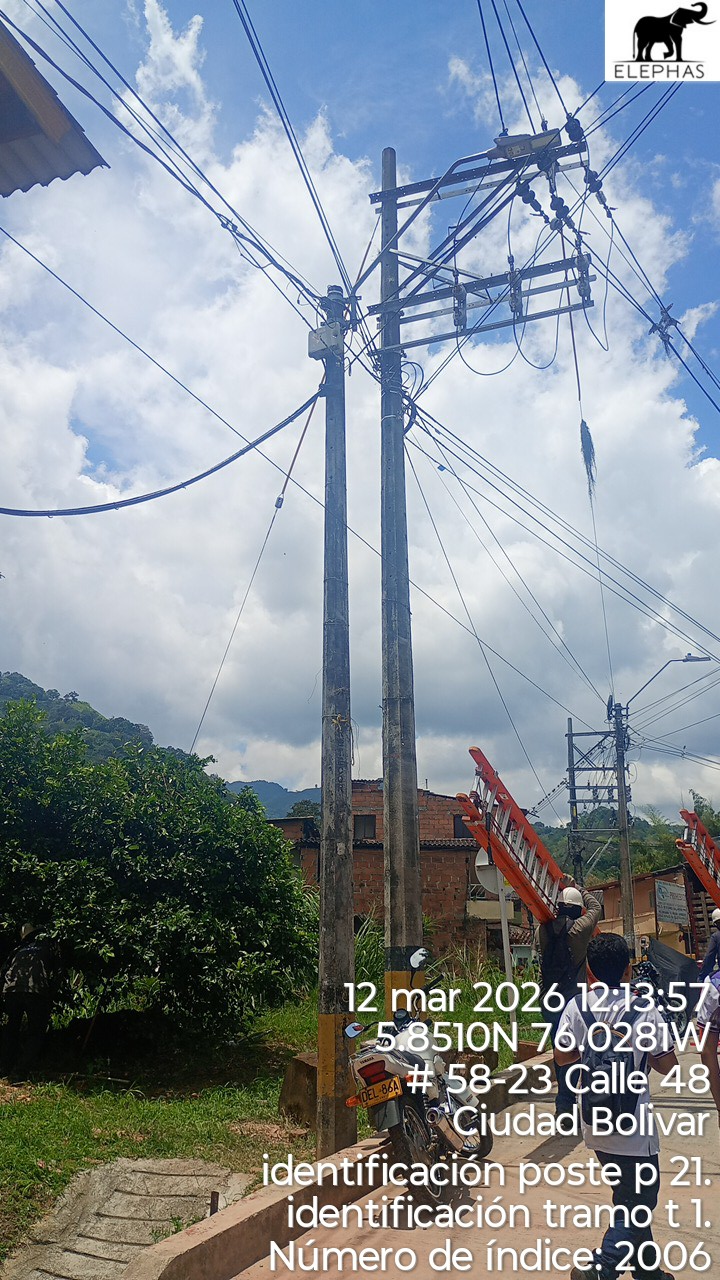 ELEPHAS
DEL-86A
12 mar 2026 12:13:57
5.8510N 76.0281W
# 58-23 Calle 48
Ciudad Bolivar
identificación poste p 21.
identificación tramo t 1.
Número de índice: 2006